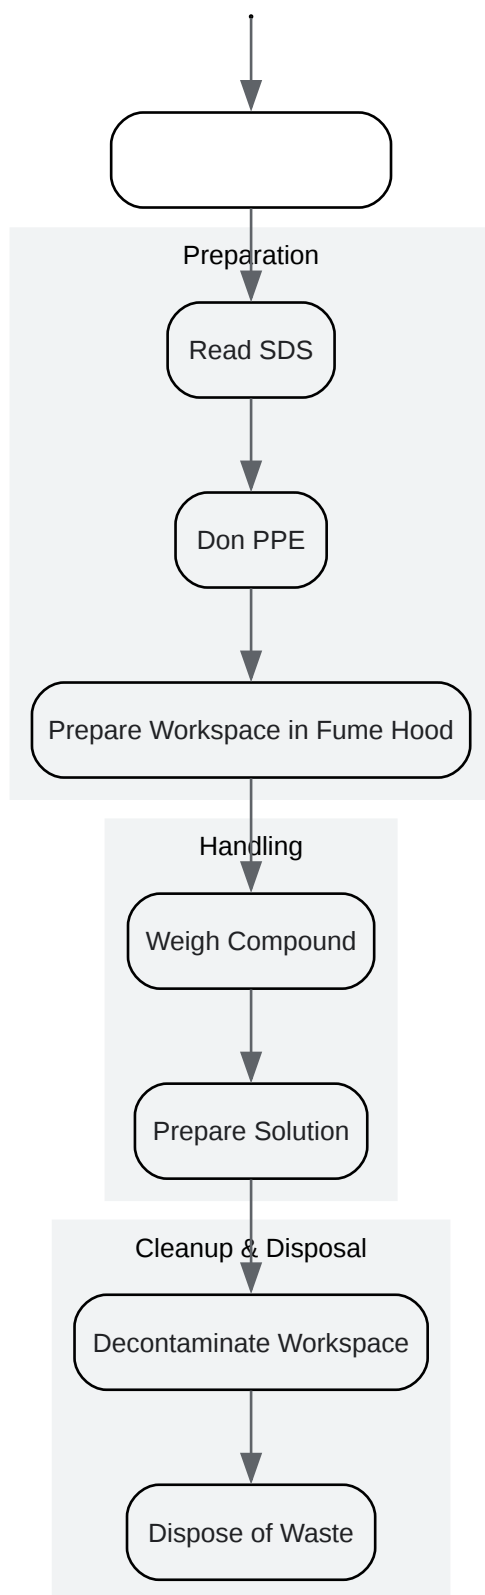 Preparation
Read SDS
Don PPE
Prepare Workspace in Fume Hood
Handling
Weigh Compound
Prepare Solution
Cleanup & Disposal
Decontaminate Workspace
Dispose of Waste